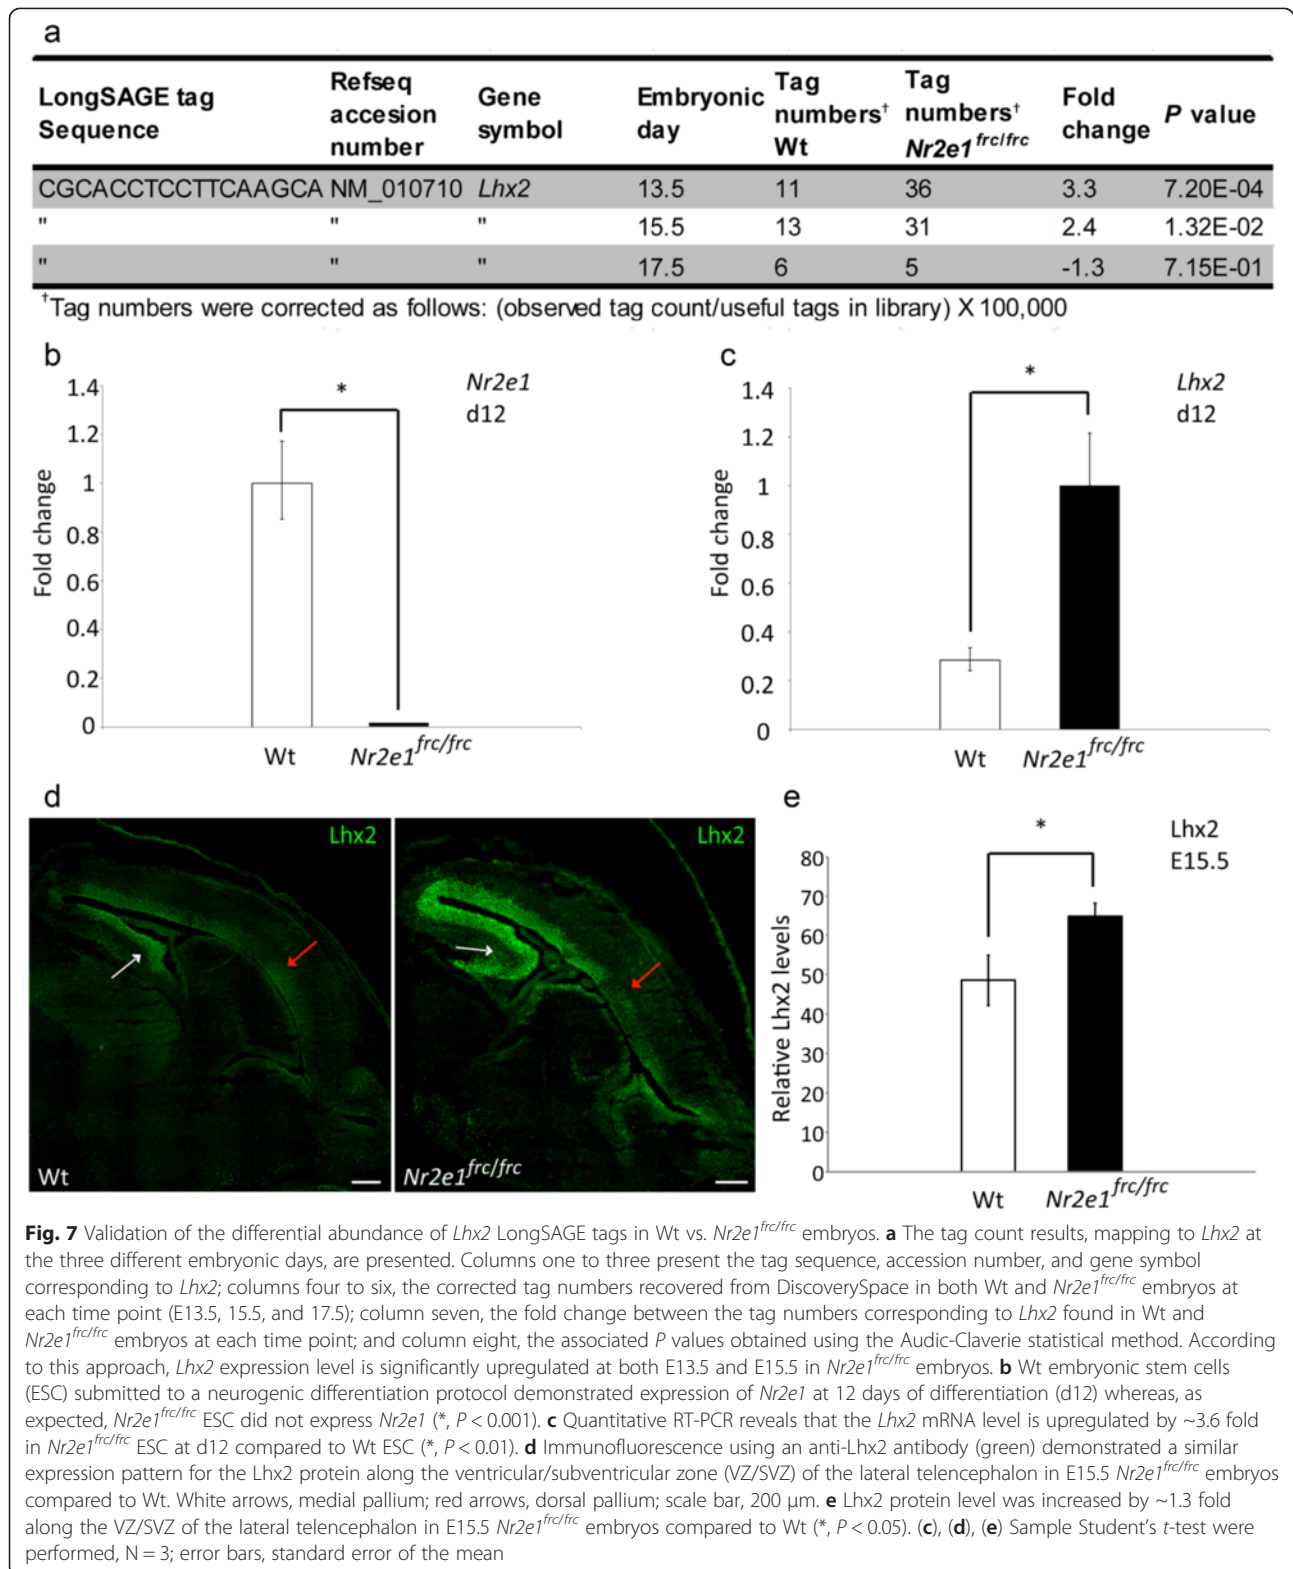 a
LongSAGE tag Sequence | Refseq accesion number | Gene symbol | Embryonic day | Tag numbers† Wt | Tag numbers† Nr2e1 frc/frc | Fold change | P value
CGCACCTCCTTCAAGCA NM_010710 Lhx2 13.5 11 36 3.3 7.20E-04
" " " 15.5 13 31 2.4 1.32E-02
" " " 17.5 6 5 -1.3 7.15E-01
†Tag numbers were corrected as follows: (observed tag count/useful tags in library) X 100,000
b
Nr2e1
d12
*
Fold change
1.4
1.2
1
0.8
0.6
0.4
0.2
0
Wt Nr2e1 frc/frc
c
Lhx2
d12
*
Fold change
1.4
1.2
1
0.8
0.6
0.4
0.2
0
Wt Nr2e1 frc/frc
d
Lhx2
Wt
Lhx2
Nr2e1 frc/frc
e
Lhx2
E15.5
*
Relative Lhx2 levels
80
70
60
50
40
30
20
10
0
Wt Nr2e1 frc/frc
Fig. 7 Validation of the differential abundance of Lhx2 LongSAGE tags in Wt vs. Nr2e1frc/frc embryos. a The tag count results, mapping to Lhx2 at
the three different embryonic days, are presented. Columns one to three present the tag sequence, accession number, and gene symbol
corresponding to Lhx2; columns four to six, the corrected tag numbers recovered from DiscoverySpace in both Wt and Nr2e1frc/frc embryos at
each time point (E13.5, 15.5, and 17.5); column seven, the fold change between the tag numbers corresponding to Lhx2 found in Wt and
Nr2e1frc/frc embryos at each time point; and column eight, the associated P values obtained using the Audic-Claverie statistical method. According
to this approach, Lhx2 expression level is significantly upregulated at both E13.5 and E15.5 in Nr2e1frc/frc embryos. b Wt embryonic stem cells
(ESC) submitted to a neurogenic differentiation protocol demonstrated expression of Nr2e1 at 12 days of differentiation (d12) whereas, as
expected, Nr2e1frc/frc ESC did not express Nr2e1 (*, P < 0.001). c Quantitative RT-PCR reveals that the Lhx2 mRNA level is upregulated by ~3.6 fold
in Nr2e1frc/frc ESC at d12 compared to Wt ESC (*, P < 0.01). d Immunofluorescence using an anti-Lhx2 antibody (green) demonstrated a similar
expression pattern for the Lhx2 protein along the ventricular/subventricular zone (VZ/SVZ) of the lateral telencephalon in E15.5 Nr2e1frc/frc embryos
compared to Wt. White arrows, medial pallium; red arrows, dorsal pallium; scale bar, 200 μm. e Lhx2 protein level was increased by ~1.3 fold
along the VZ/SVZ of the lateral telencephalon in E15.5 Nr2e1frc/frc embryos compared to Wt (*, P < 0.05). (c), (d), (e) Sample Student's t-test were
performed, N = 3; error bars, standard error of the mean